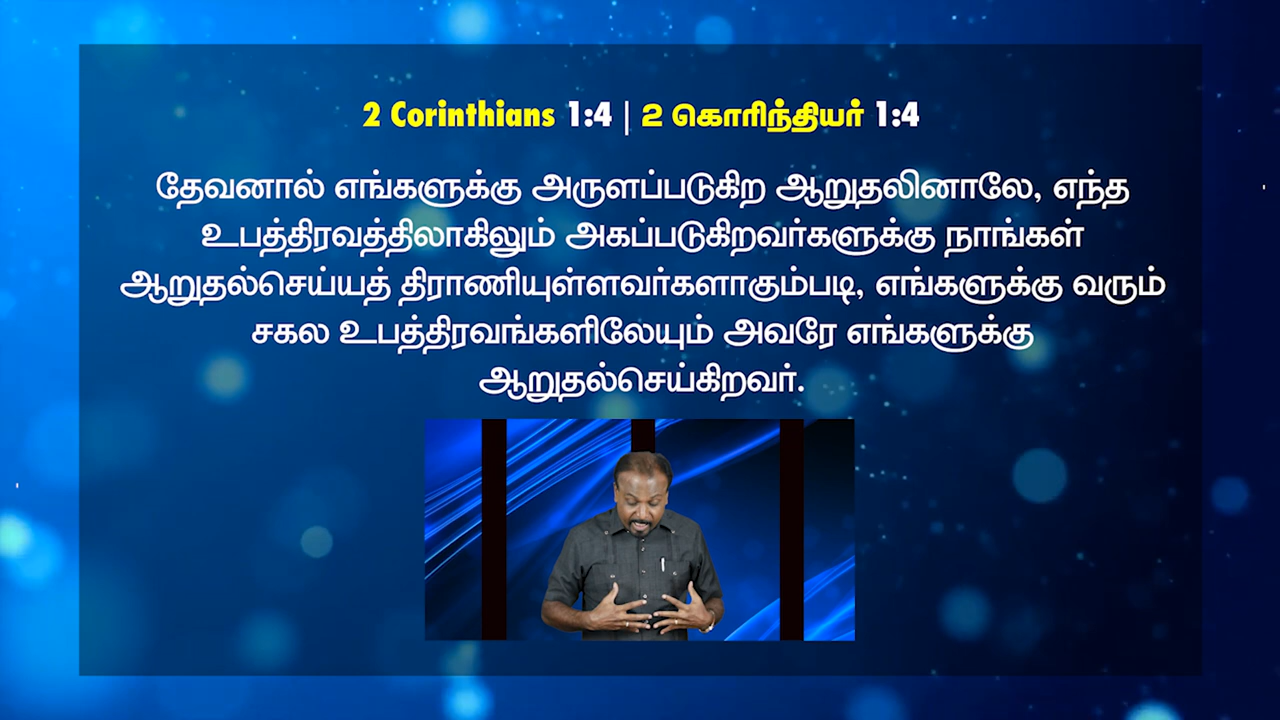 2 Corinthians 1:4 | 2 கொரிந்தியர் 1:4
தேவனால் எங்களுக்கு அருளப்படுகிற ஆறுதலினாலே, எந்த
உபத்திரவத்திலாகிலும் அகப்படுகிறவர்களுக்கு நாங்கள்
ஆறுதல்செய்யத் திராணியுள்ளவர்களாகும்படி, எங்களுக்கு வரும்
சகல உபத்திரவங்களிலேயும் அவரே எங்களுக்கு
ஆறுதல்செய்கிறவர்.